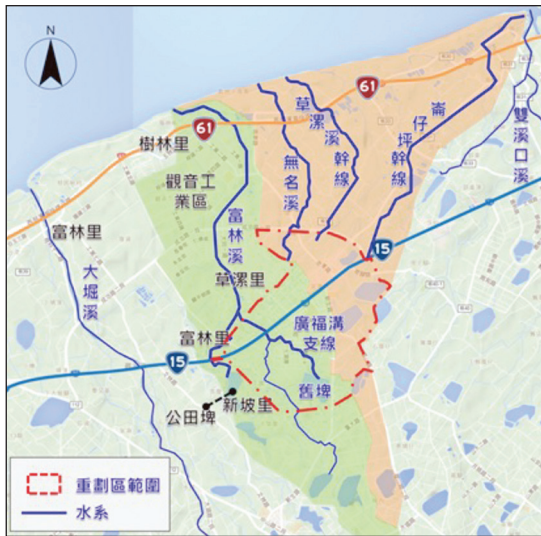 N
61
61
樹林里
草漯溪幹線
無名溪
崙仔坪幹線
雙溪口溪
觀音工
業區
富林溪
富林里
大堀溪
15
草漯里
廣福溝
支線
富林里
15
舊埤
新坡里
公田埤
重劃區範圍
水系